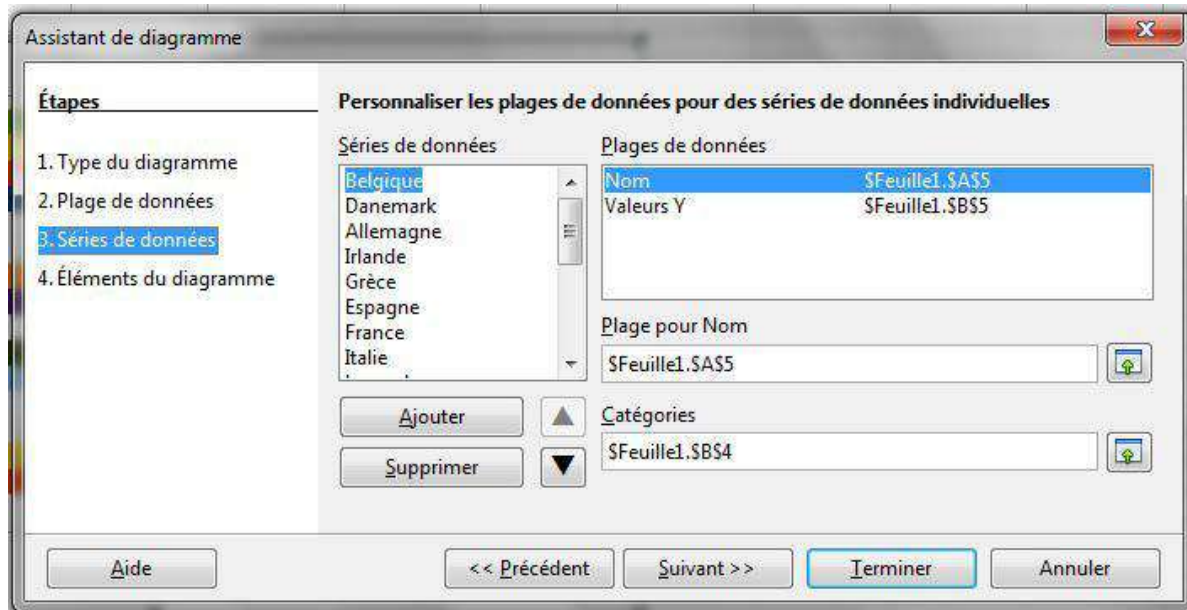 Assistant de diagramme
Étapes
1. Type du diagramme
2. Plage de données
3. Séries de données
4. Éléments du diagramme
Personnaliser les plages de données pour des séries de données individuelles
Séries de données
Belgique
Danemark
Allemagne
Irlande
Grèce
Espagne
France
Italie
Ajouter
Supprimer
Plages de données
Nom $Feuille1.$A$5
Valeurs Y $Feuille1.$B$5
Plage pour Nom
$Feuille1.$A$5
Catégories
$Feuille1.$B$4
Aide
<< Précédent
Suivant >>
Terminer
Annuler